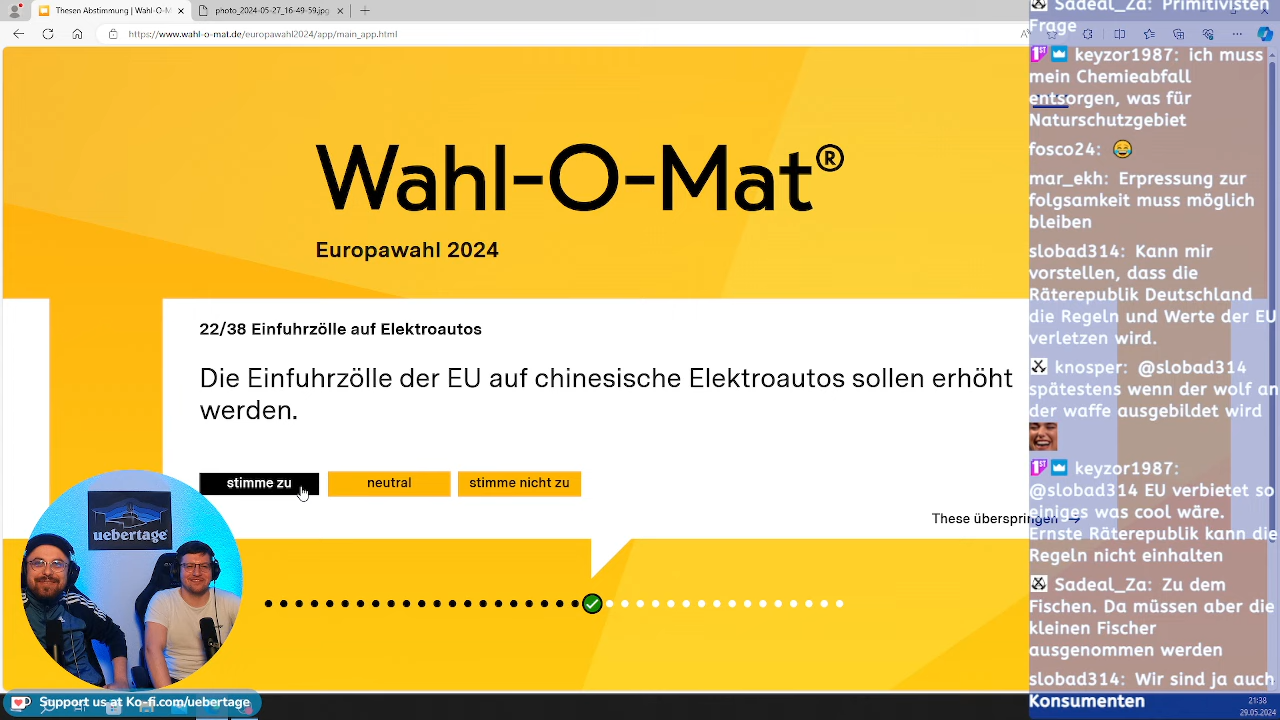 Thesen Abstimmung | Wahl-O-M
photo_2024-05-27_16-49-59.jpg
https://www.wahl-o-mat.de/europawahl2024/app/main_app.html
Wahl-O-Mat®
Europawahl 2024
22/38 Einfuhrzölle auf Elektroautos
Die Einfuhrzölle der EU auf chinesische Elektroautos sollen erhöht
werden.
stimme zu
neutral
stimme nicht zu
These überspringen →
uebertage
Support us at Ko-fi.com/uebertage
Sadeal_Za: Primitivisten
Frage
keyzor1987: ich muss
mein Chemieabfall
entsorgen, was für
Naturschutzgebiet
fosco24: 😂
mar_ekh: Erpressung zur
folgsamkeit muss möglich
bleiben
slobad314: Kann mir
vorstellen, dass die
Räterepublik Deutschland
die Regeln und Werte der EU
verletzen wird.
knosper: @slobad314
spätestens wenn der wolf an
der waffe ausgebildet wird
keyzor1987:
@slobad314 EU verbietet so
einiges was cool wäre.
Ernste Räterepublik kann die
Regeln nicht einhalten
Sadeal_Za: Zu dem
Fischen. Da müssen aber die
kleinen Fischer
ausgenommen werden
slobad314: Wir sind ja auch
Konsumenten
21:38
29.05.2024